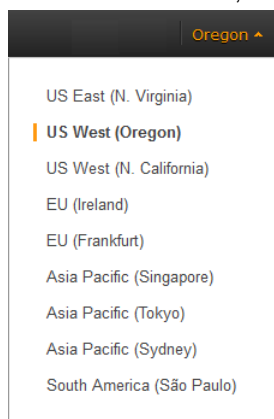 Oregon
US East (N. Virginia)
US West (Oregon)
US West (N. California)
EU (Ireland)
EU (Frankfurt)
Asia Pacific (Singapore)
Asia Pacific (Tokyo)
Asia Pacific (Sydney)
South America (São Paulo)